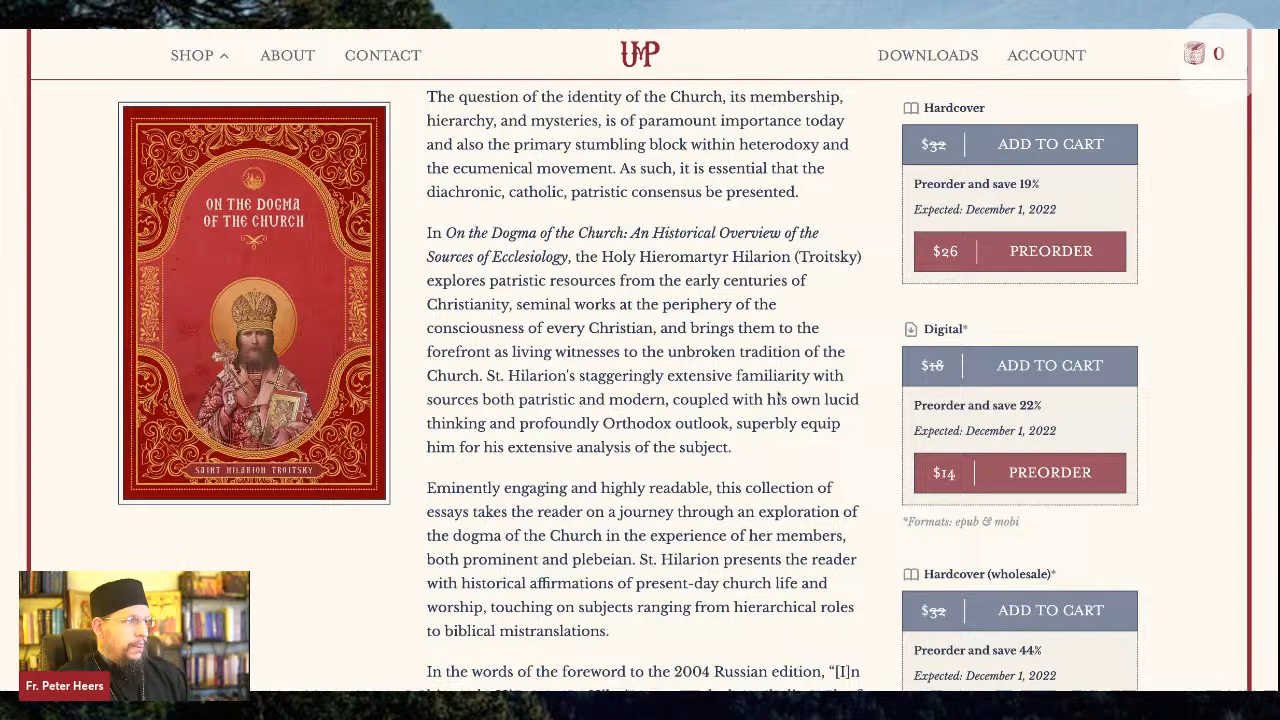 SHOP
ABOUT
CONTACT
UMP
DOWNLOADS
ACCOUNT
0
ON THE DOGMA
OF THE CHURCH
SAINT HILARION TROITSKY
The question of the identity of the Church, its membership,
hierarchy, and mysteries, is of paramount importance today
and also the primary stumbling block within heterodoxy and
the ecumenical movement. As such, it is essential that the
diachronic, catholic, patristic consensus be presented.
In On the Dogma of the Church: An Historical Overview of the
Sources of Ecclesiology, the Holy Hieromartyr Hilarion (Troitsky)
explores patristic resources from the early centuries of
Christianity, seminal works at the periphery of the
consciousness of every Christian, and brings them to the
forefront as living witnesses to the unbroken tradition of the
Church. St. Hilarion's staggeringly extensive familiarity with
sources both patristic and modern, coupled with his own lucid
thinking and profoundly Orthodox outlook, superbly equip
him for his extensive analysis of the subject.
Eminently engaging and highly readable, this collection of
essays takes the reader on a journey through an exploration of
the dogma of the Church in the experience of her members,
both prominent and plebeian. St. Hilarion presents the reader
with historical affirmations of present-day church life and
worship, touching on subjects ranging from hierarchical roles
to biblical mistranslations.
In the words of the foreword to the 2004 Russian edition, “[I]n
Hardcover
$32 ADD TO CART
Preorder and save 19%
Expected: December 1, 2022
$26 PREORDER
Digital*
$18 ADD TO CART
Preorder and save 22%
Expected: December 1, 2022
$14 PREORDER
*Formats: epub & mobi
Hardcover (wholesale)*
$32 ADD TO CART
Preorder and save 44%
Expected: December 1, 2022
Fr. Peter Heers